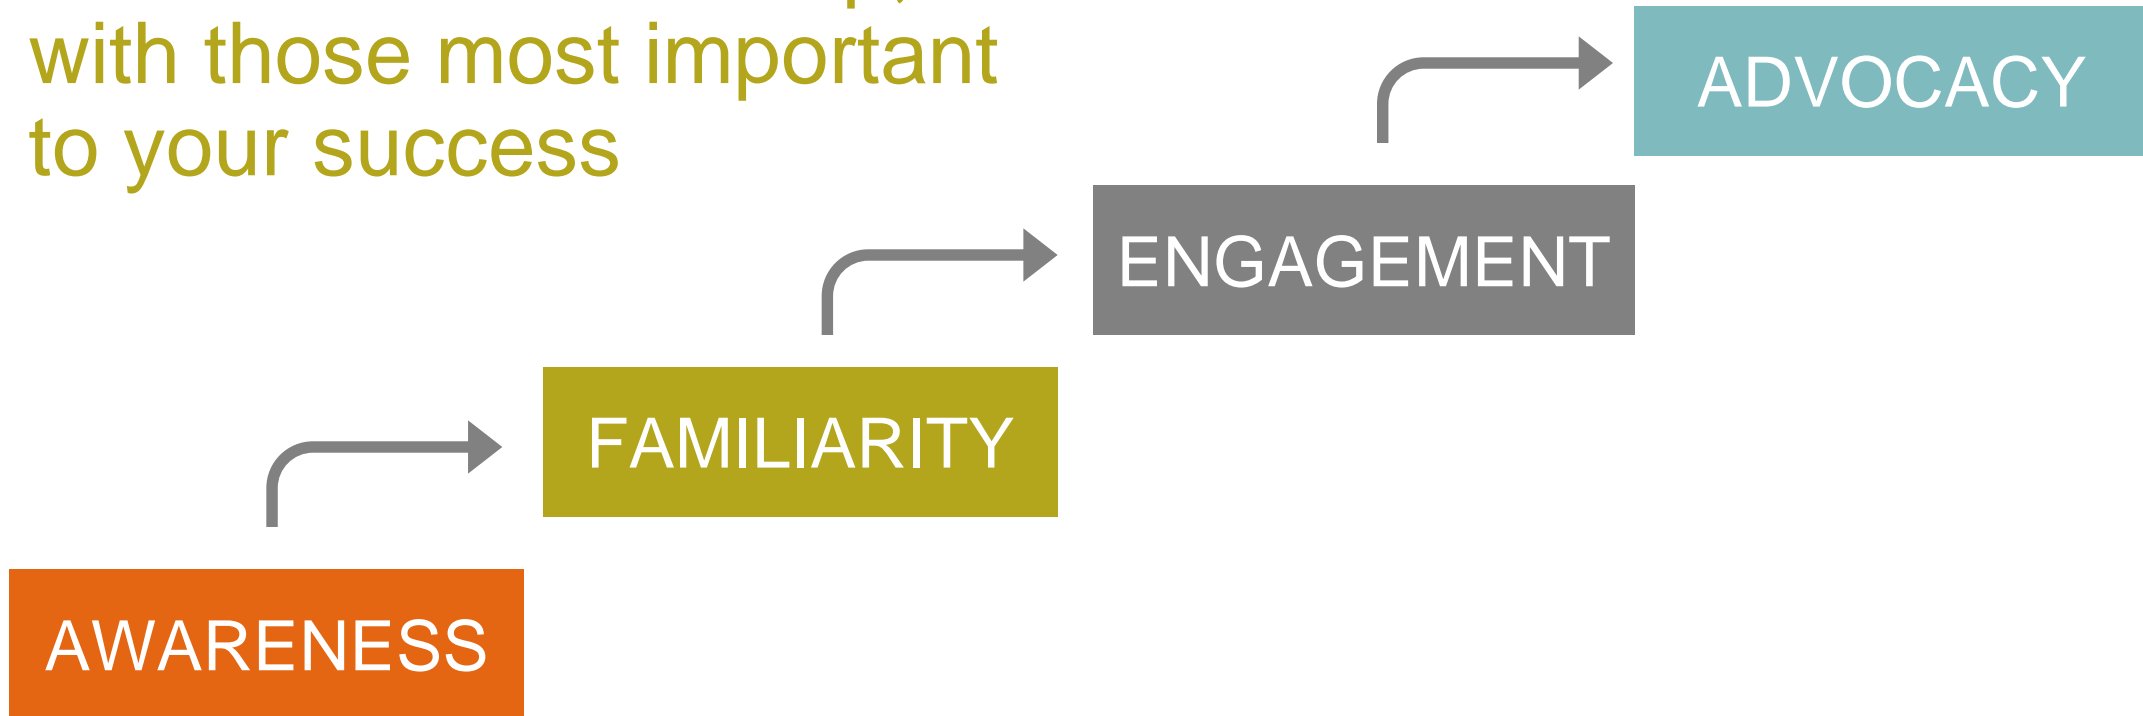 with those most important
to your success
ADVOCACY
ENGAGEMENT
FAMILIARITY
AWARENESS